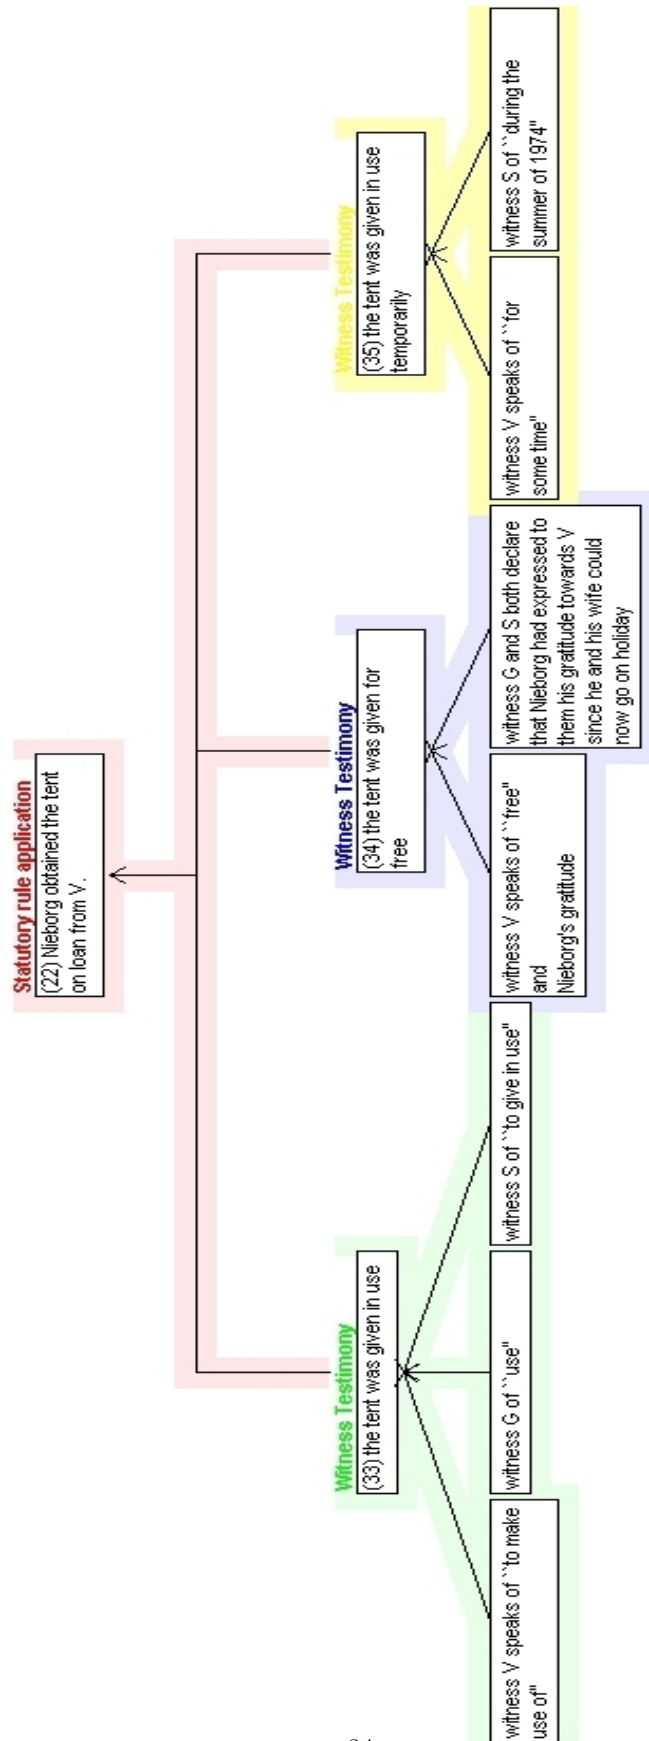 Statutory rule application
(22) Nieborg obtained the tent
on loan from V.
Witness Testimony
(33) the tent was given in use
Witness Testimony
(34) the tent was given for
free
Witness Testimony
(35) the tent was given in use
temporarily
witness V speaks of ``to make
use of''
witness G of ``use''
witness S of ``to give in use''
witness V speaks of ``free''
and
Nieborg's gratitude
witness G and S both declare
that Nieborg had expressed to
them his gratitude towards V
since he and his wife could
now go on holiday
witness V speaks of ``for
some time''
witness S of ``during the
summer of 1974''